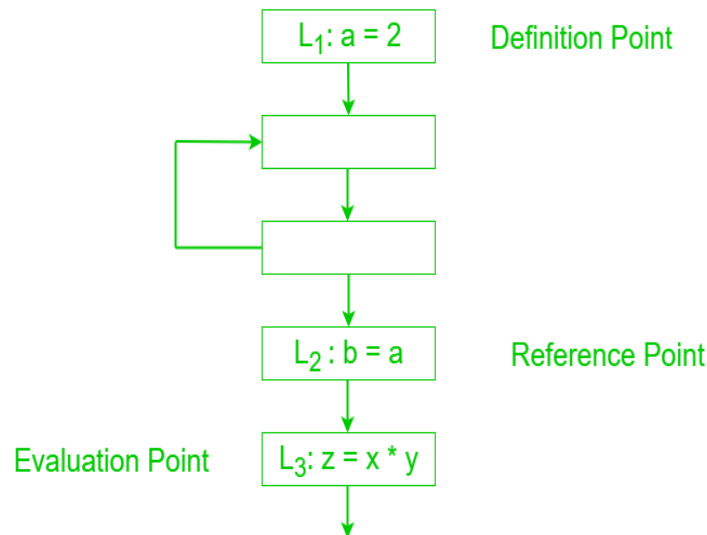 L₁: a = 2
Definition Point
L₂ : b = a
Reference Point
Evaluation Point
L₃: z = x * y